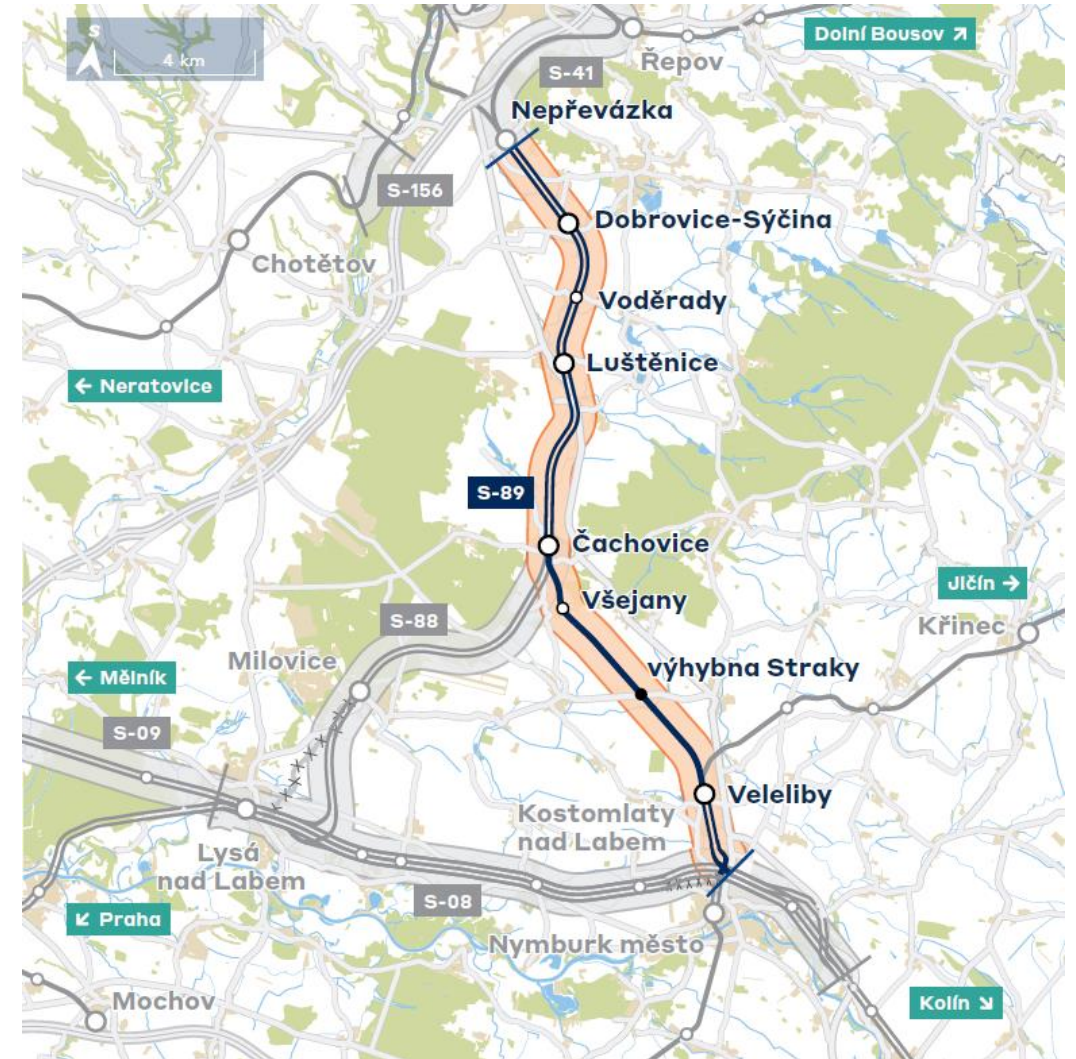 S
4 km
Dolní Bousov ↗
S-41
Řepov
Nepřevázka
S-156
Dobrovice-Sýčina
Chotětov
Voděrady
Luštěnice
← Neratovice
S-89
Čachovice
Jičín →
Všejany
S-88
Křinec
Milovice
výhybna Straky
← Mělník
S-09
Veleliby
Kostomlaty
nad Labem
Lysá
nad Labem
S-08
↙ Praha
Nymburk město
Mochov
Kolín ↘